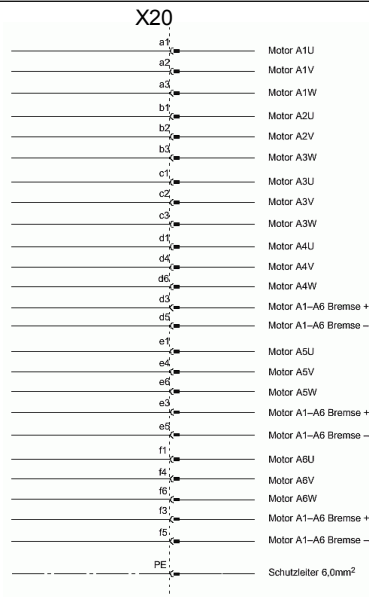 X20
a1 Motor A1U
a2 Motor A1V
a3 Motor A1W
b1 Motor A2U
b2 Motor A2V
b3 Motor A3W
c1 Motor A3U
c2 Motor A3V
c3 Motor A3W
d1 Motor A4U
d4 Motor A4V
d6 Motor A4W
d3 Motor A1–A6 Bremse +
d5 Motor A1–A6 Bremse –
e1 Motor A5U
e4 Motor A5V
e6 Motor A5W
e3 Motor A1–A6 Bremse +
e5 Motor A1–A6 Bremse –
f1 Motor A6U
f4 Motor A6V
f6 Motor A6W
f3 Motor A1–A6 Bremse +
f5 Motor A1–A6 Bremse –
PE Schutzleiter 6,0mm²